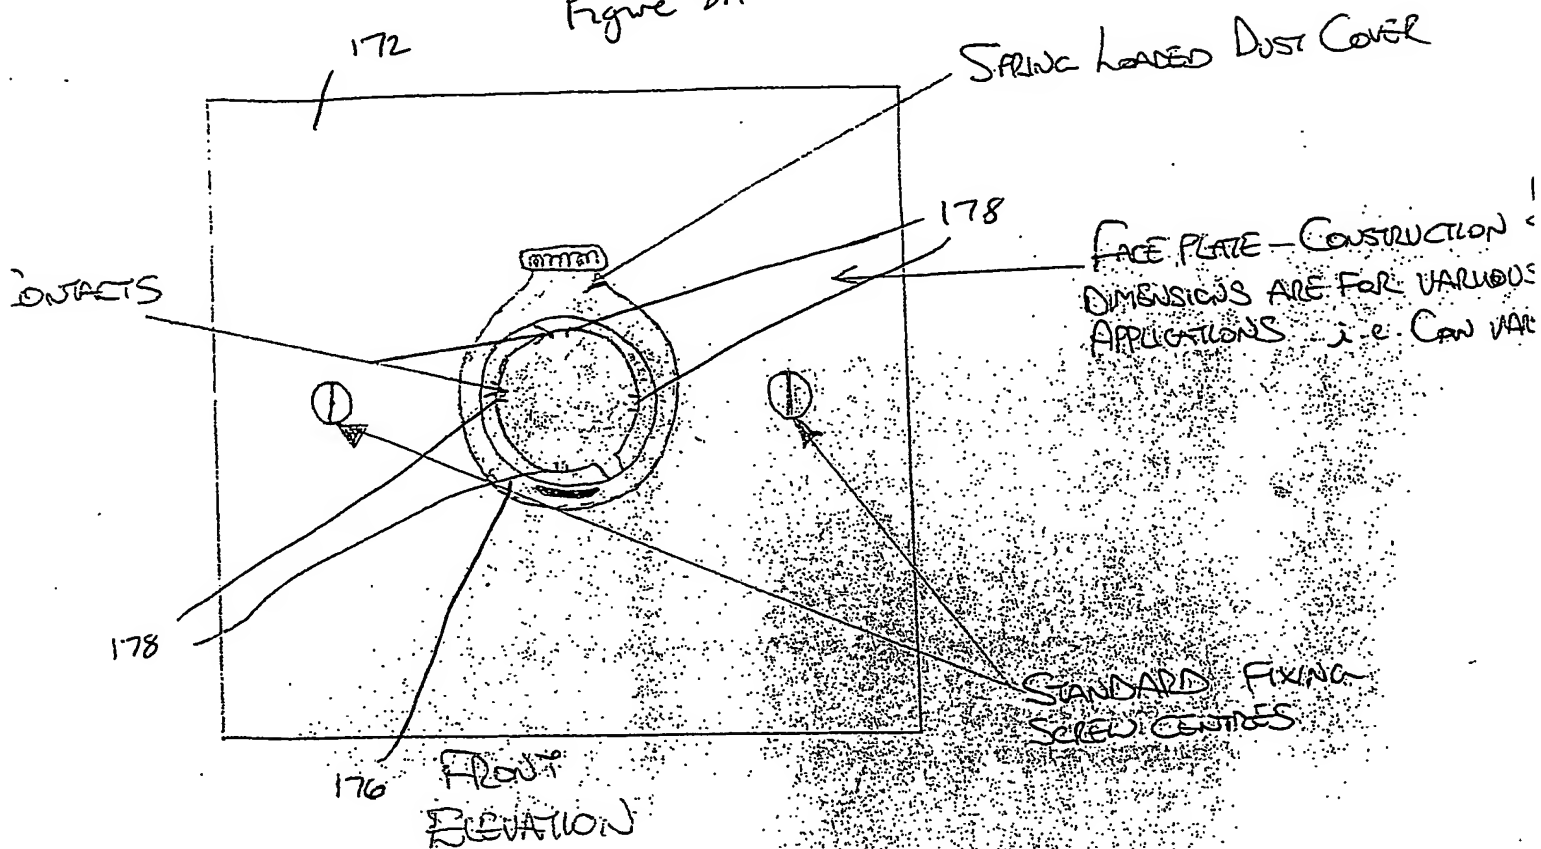 Figure
172
SPRING LOADED DUST COVER
178
FACE PLATE - CONSTRUCTION
DIMENSIONS ARE FOR VARIOUS
APPLICATIONS i.e. CAN
CONTACTS
178
STANDARD FIXING
SCREW CENTRES
176
FRONT
ELEVATION